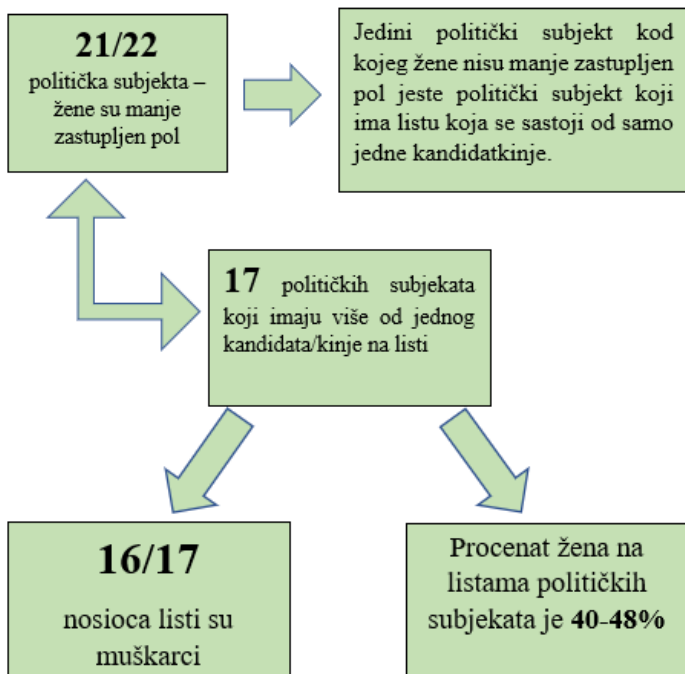 21/22
politička subjekta –
žene su manje
zastupljen pol
Jedini politički subjekt kod
kojeg žene nisu manje zastupljen
pol jeste politički subjekt koji
ima listu koja se sastoji od samo
jedne kandidatkinje.
17 političkih subjekata
koji imaju više od jednog
kandidata/kinje na listi
16/17
nosioca listi su
muškarci
Procenat žena na
listama političkih
subjekata je 40-48%